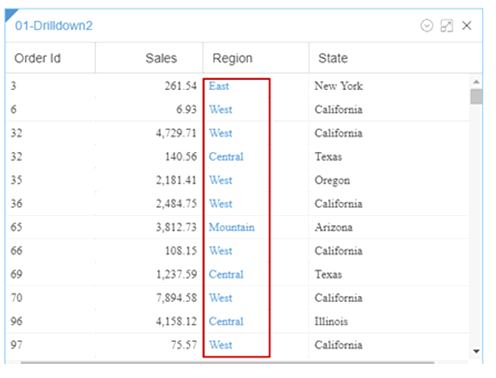 01-Drilldown2
Order Id Sales Region State
3 261.54 East New York
6 6.93 West California
32 4,729.71 West California
32 140.56 Central Texas
35 2,181.41 West Oregon
36 2,484.75 West California
65 3,812.73 Mountain Arizona
66 108.15 West California
69 1,237.59 Central Texas
70 7,894.58 West California
96 4,158.12 Central Illinois
97 75.57 West California